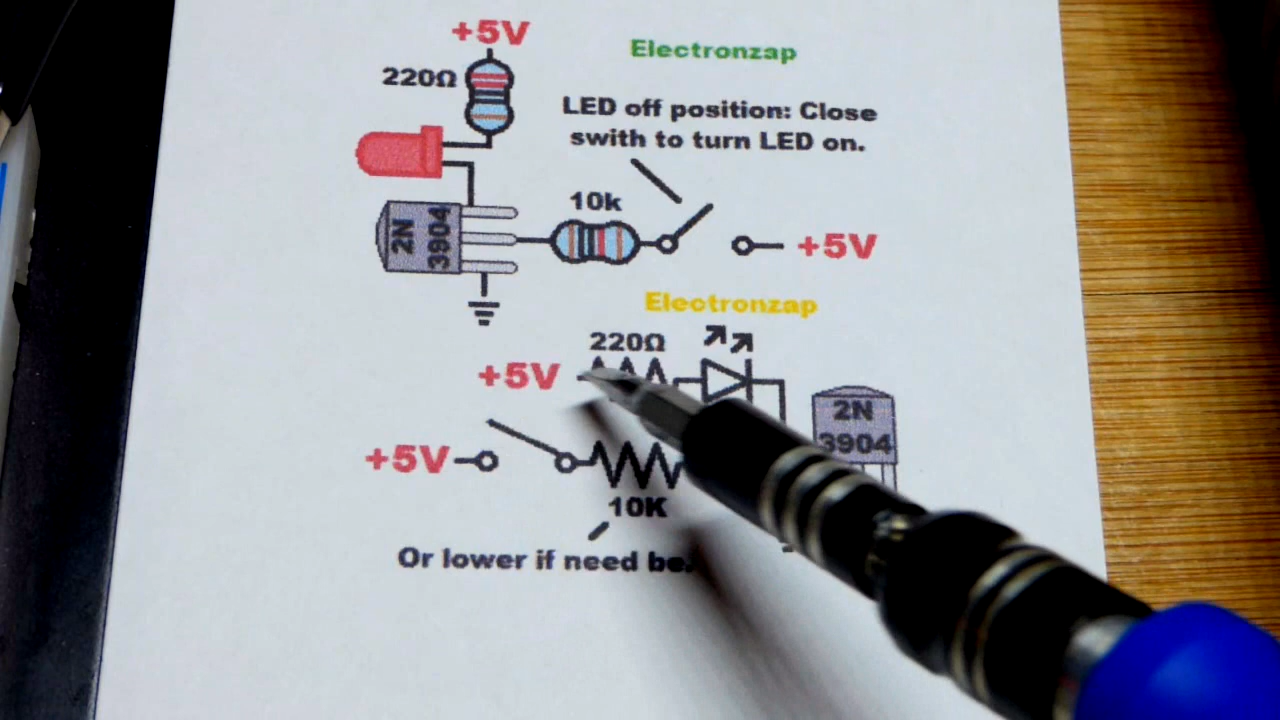 +5V
Electronzap
220Ω
LED off position: Close
swith to turn LED on.
10k
2N
3904
+5V
Electronzap
220Ω
+5V
2N
3904
+5V
10K
Or lower if need be.